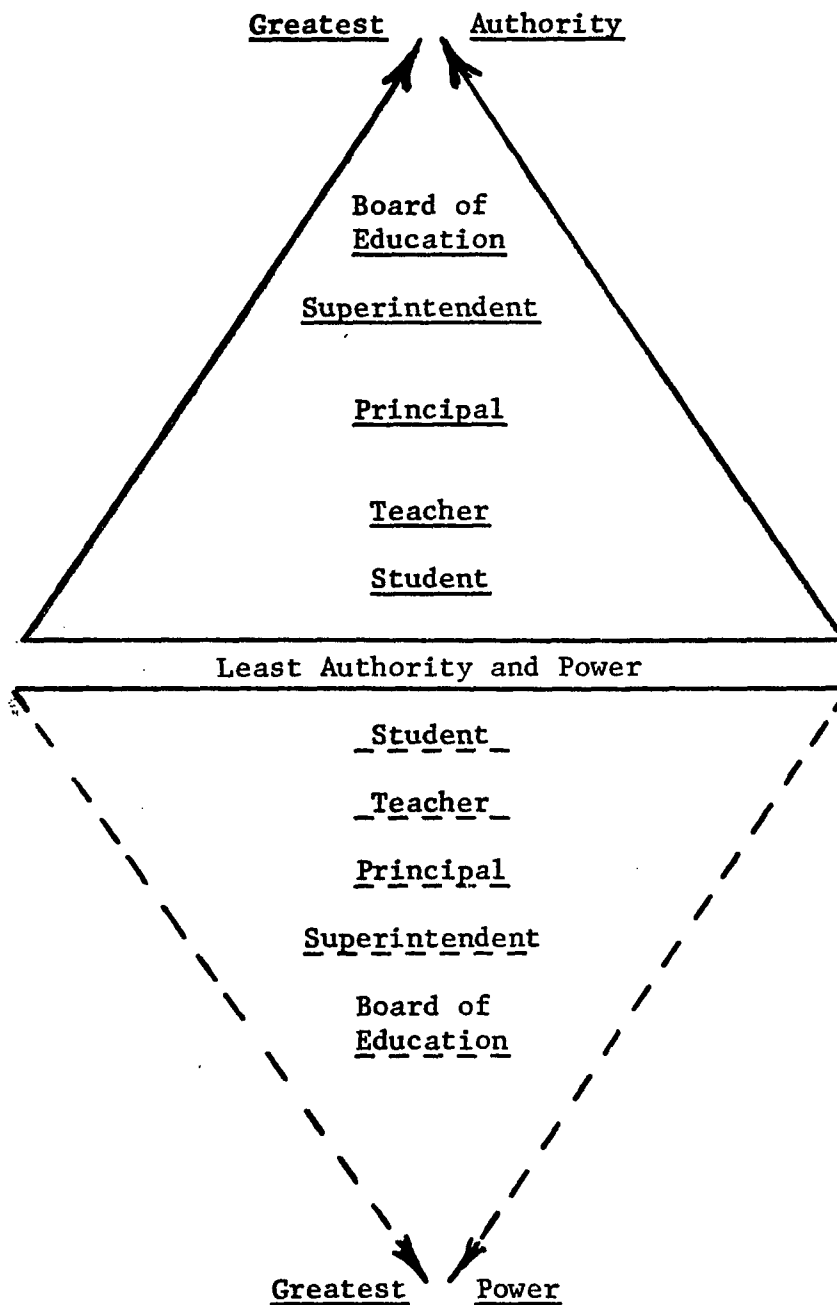 Greatest Authority
Board of
Education
Superintendent
Principal
Teacher
Student
Least Authority and Power
Student
Teacher
Principal
Superintendent
Board of
Education
Greatest Power